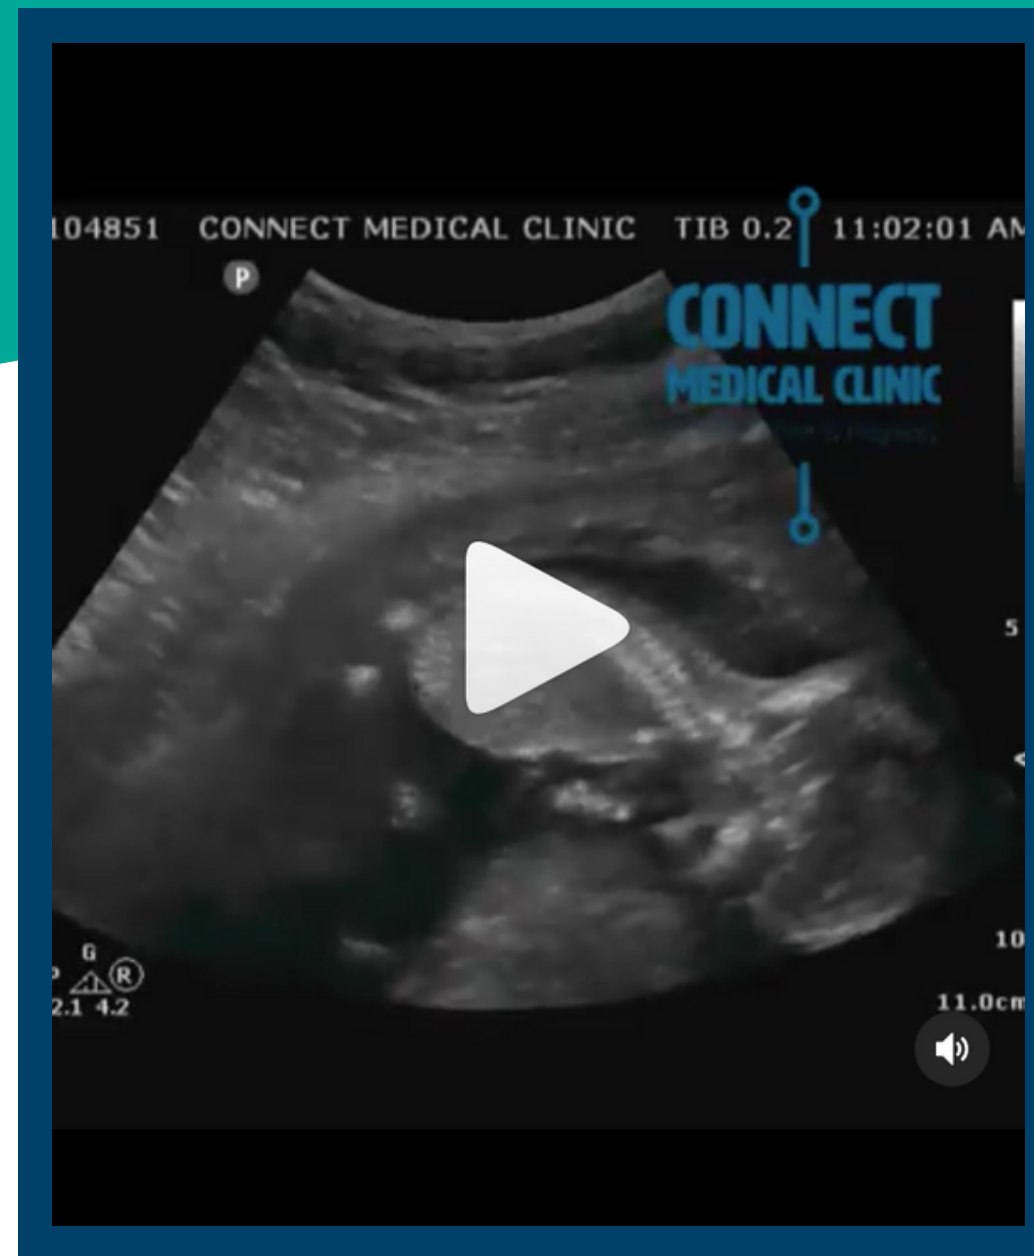 104851 CONNECT MEDICAL CLINIC TIB 0.2 11:02:01 AM
P
CONNECT
MEDICAL CLINIC
5
10
G
P R
2.1 4.2
11.0cm